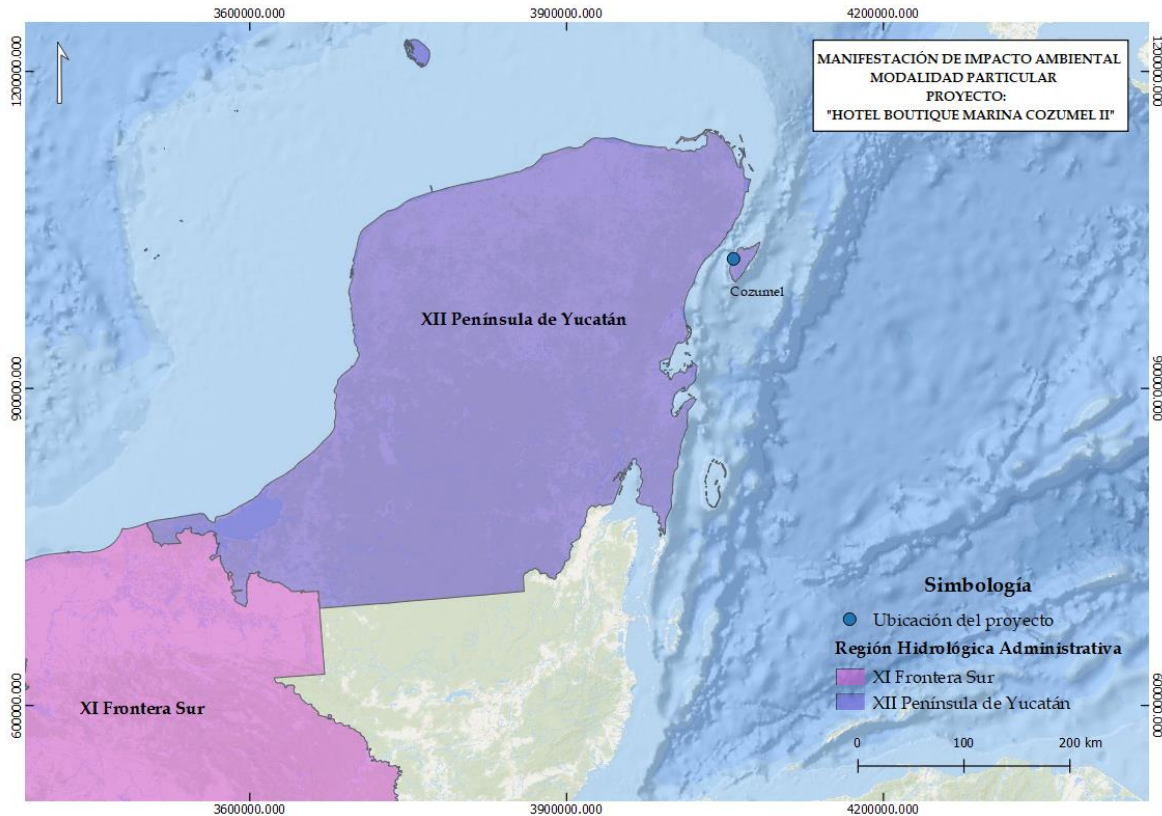 3600000.000
3900000.000
4200000.000
MANIFESTACIÓN DE IMPACTO AMBIENTAL
MODALIDAD PARTICULAR
PROYECTO:
"HOTEL BOUTIQUE MARINA COZUMEL II"
1200000.000
1200000.000
Cozumel
XII Península de Yucatán
900000.000
900000.000
Simbología
Ubicación del proyecto
Región Hidrológica Administrativa
XI Frontera Sur
XII Península de Yucatán
600000.000
600000.000
XI Frontera Sur
0 100 200 km
3600000.000
3900000.000
4200000.000